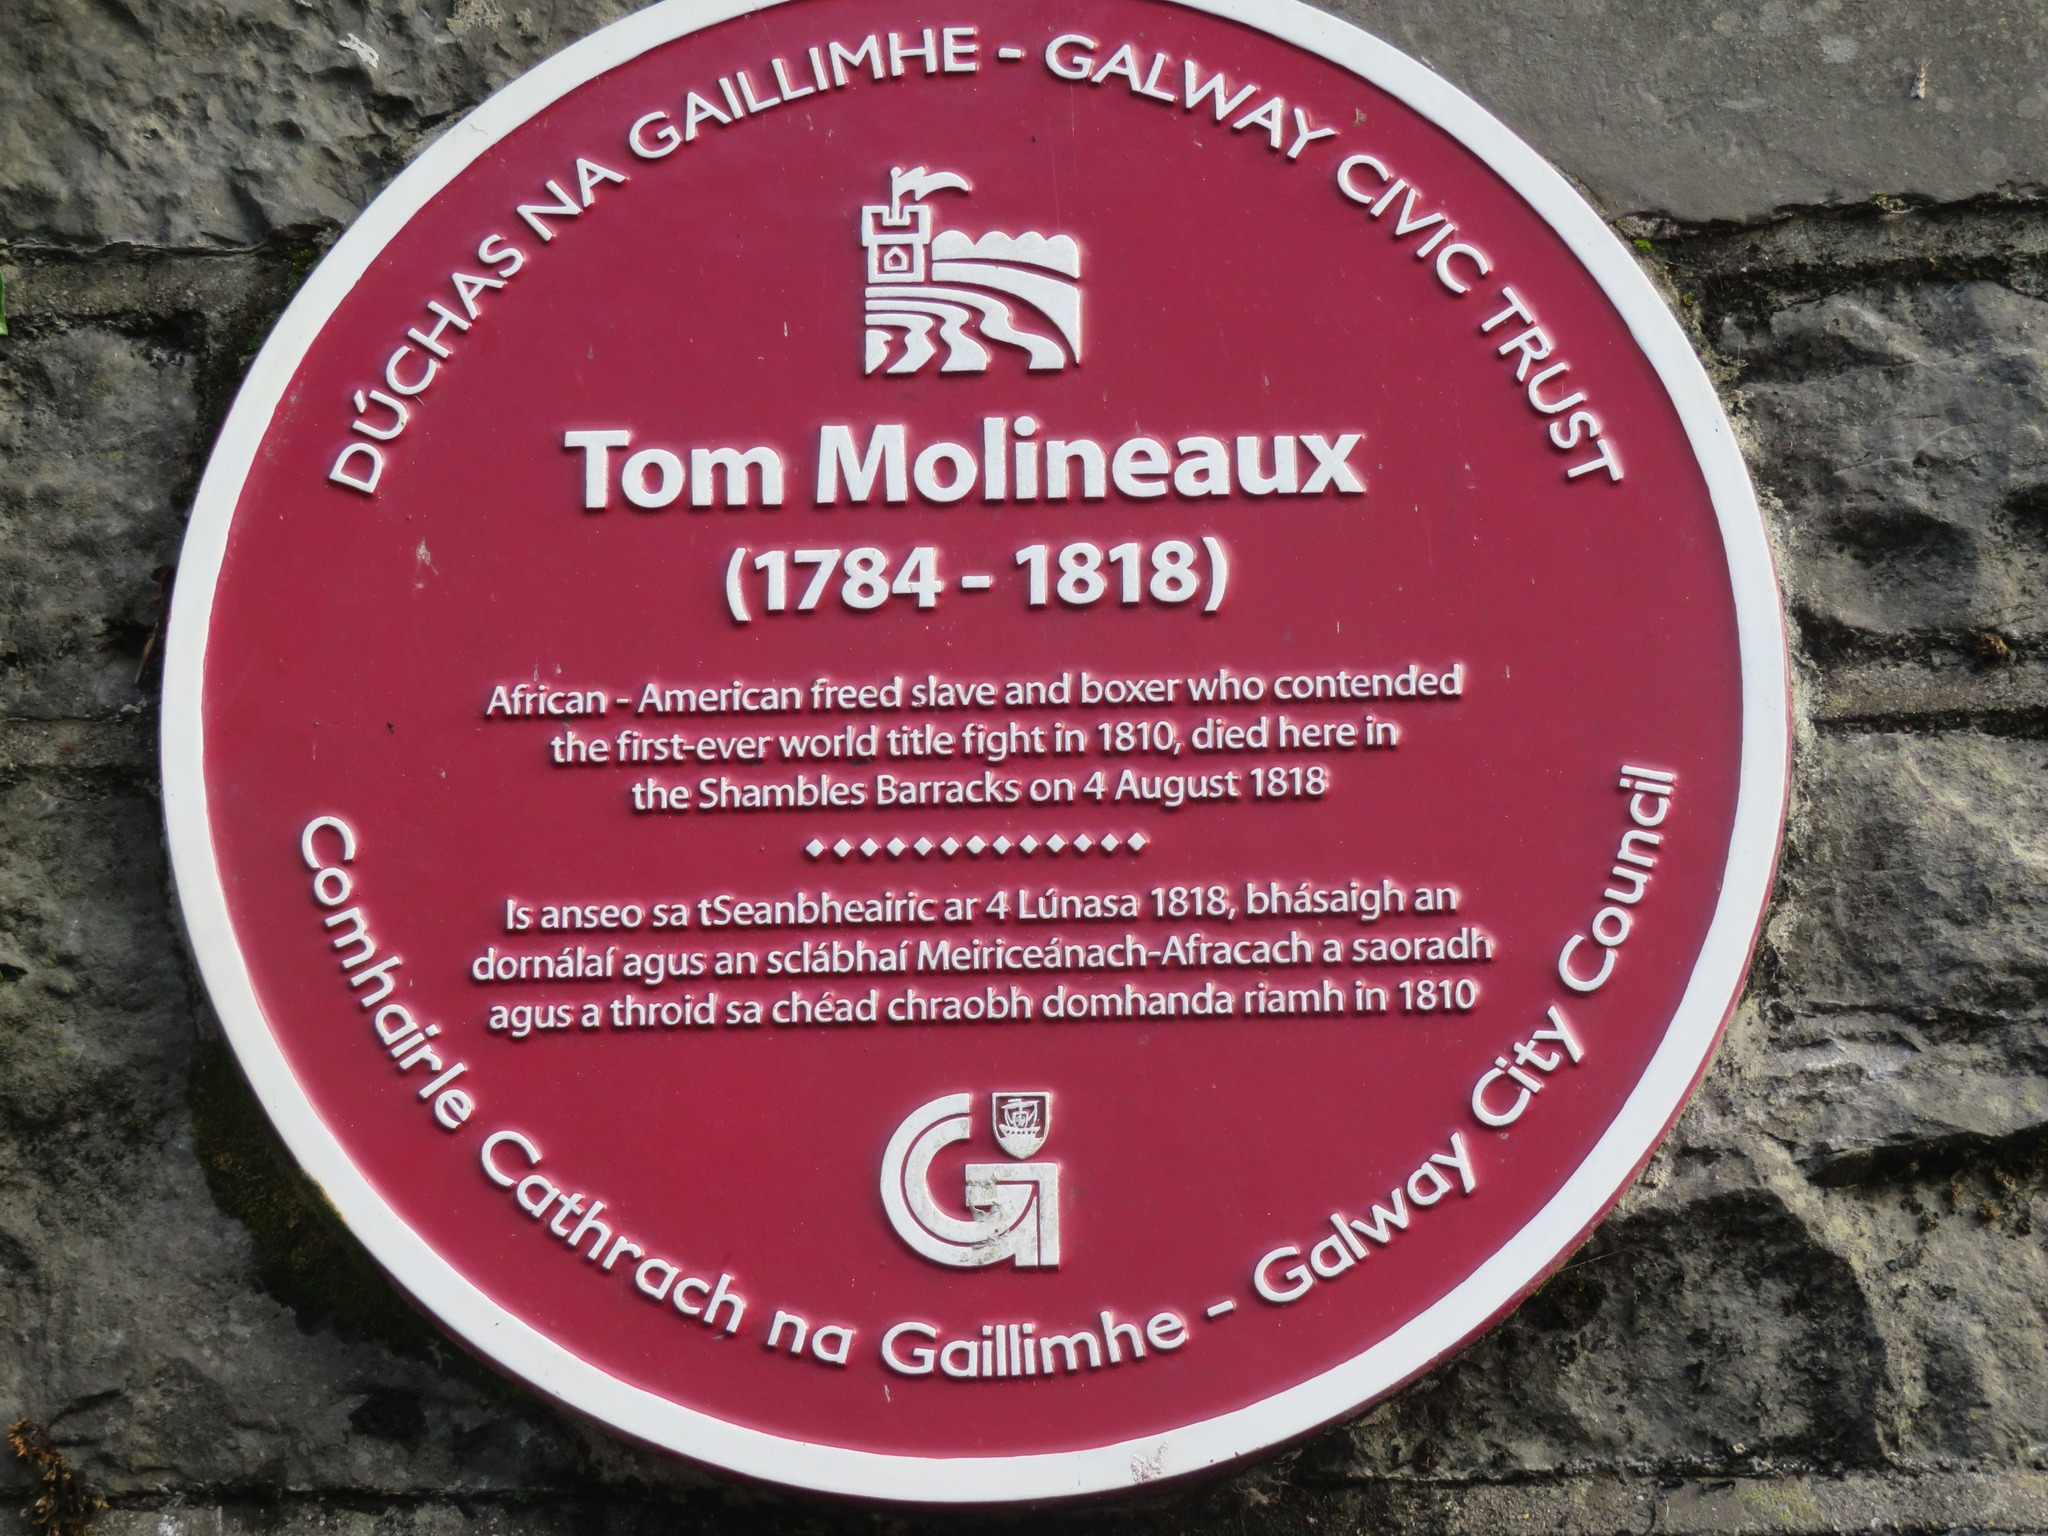 DÚCHAS NA GAILLIMHE - GALWAY CIVIC TRUST
Tom Molineaux
(1784 - 1818)
African - American freed slave and boxer who contended
the first-ever world title fight in 1810, died here in
the Shambles Barracks on 4 August 1818
Is anseo sa tSeanbheairic ar 4 Lúnasa 1818, bhásaigh an
dornálaí agus an sclábhaí Meiriceánach-Afracach a saoradh
agus a throid sa chéad chraobh domhanda riamh in 1810
Comhairle Cathrach na Gaillimhe - Galway City Council